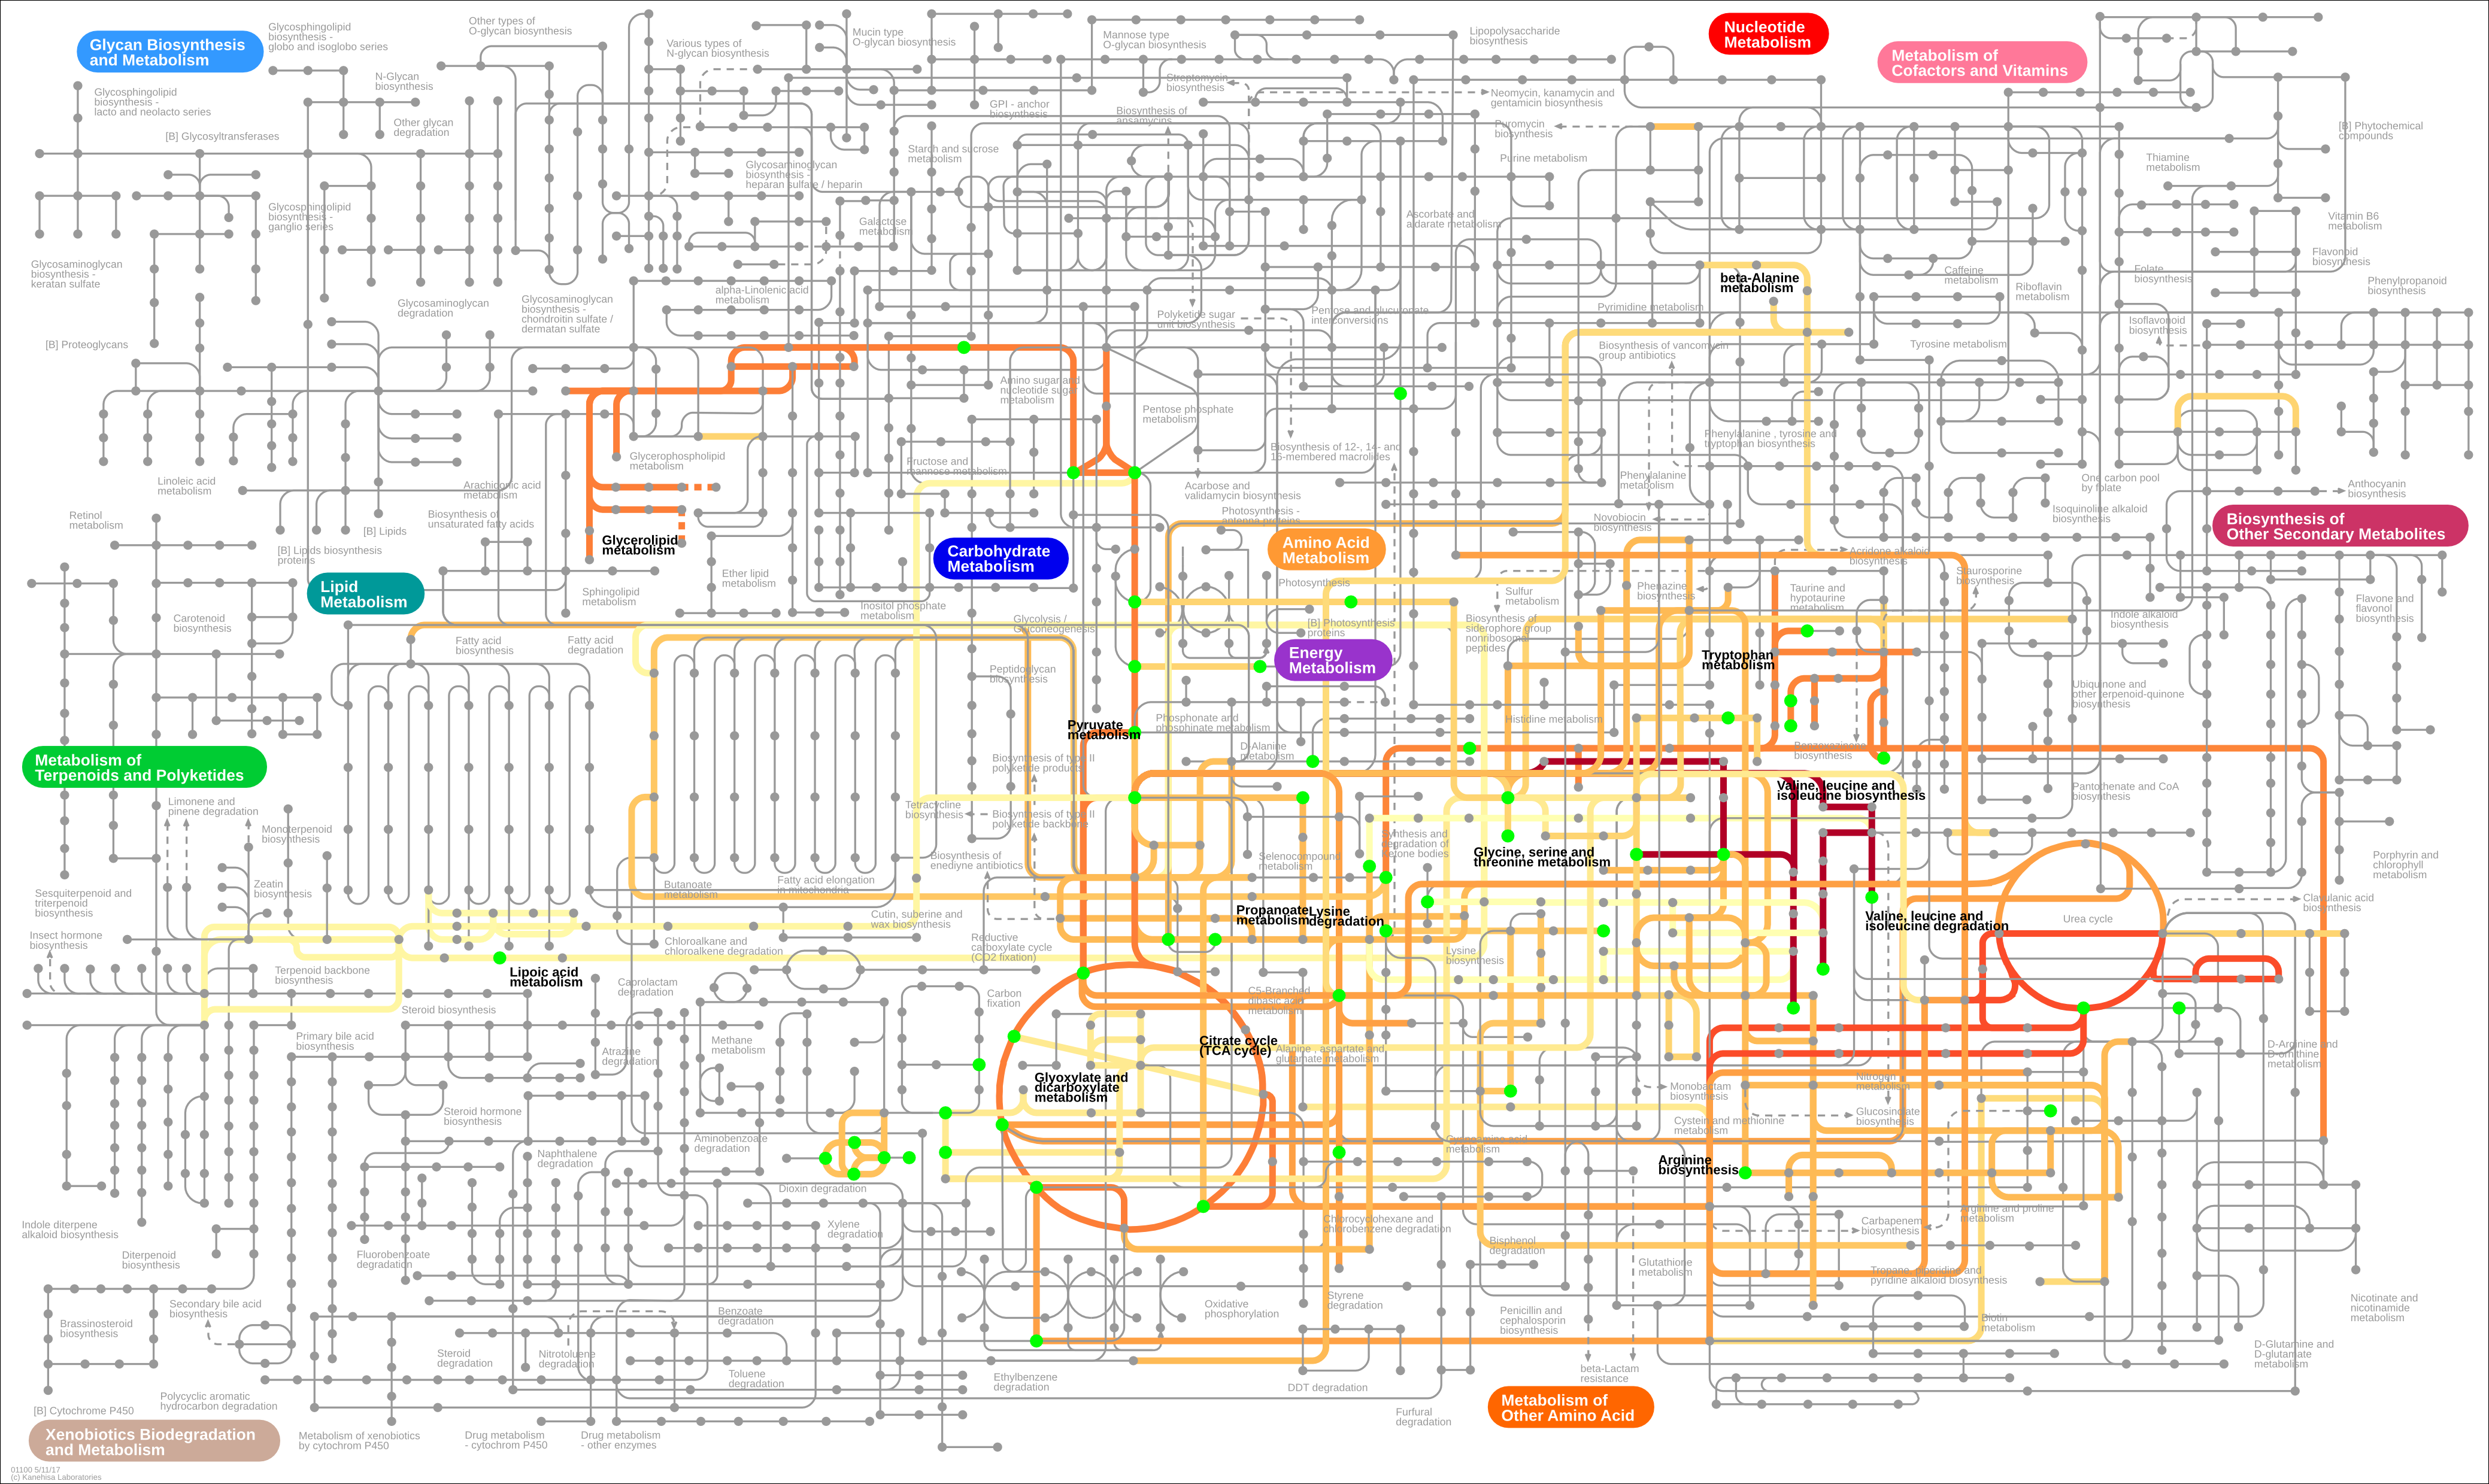 Glycan Biosynthesis
and Metabolism
Glycosphingolipid
biosynthesis -
globo and isoglobo series
Other types of
O-glycan biosynthesis
Various types of
N-glycan biosynthesis
Mucin type
O-glycan biosynthesis
Mannose type
O-glycan biosynthesis
Lipopolysaccharide
biosynthesis
Nucleotide
Metabolism
Metabolism of
Cofactors and Vitamins
N-Glycan
biosynthesis
Glycosphingolipid
biosynthesis -
lacto and neolacto series
Other glycan
degradation
[B] Glycosyltransferases
GPI - anchor
biosynthesis
Streptomycin
biosynthesis
Biosynthesis of
ansamycins
Neomycin, kanamycin and
gentamicin biosynthesis
Puromycin
biosynthesis
Purine metabolism
[B] Phytochemical
compounds
Thiamine
metabolism
Starch and sucrose
metabolism
Glycosaminoglycan
biosynthesis -
heparan sulfate / heparin
Glycosphingolipid
biosynthesis -
ganglio series
Galactose
metabolism
Ascorbate and
aldarate metabolism
Vitamin B6
metabolism
Flavonoid
biosynthesis
Glycosaminoglycan
biosynthesis -
keratan sulfate
Glycosaminoglycan
degradation
Glycosaminoglycan
biosynthesis -
chondroitin sulfate /
dermatan sulfate
alpha-Linolenic acid
metabolism
Polyketide sugar
unit biosynthesis
Pentose and glucuronate
interconversions
beta-Alanine
metabolism
Pyrimidine metabolism
Caffeine
metabolism
Riboflavin
metabolism
Folate
biosynthesis
Phenylpropanoid
biosynthesis
Isoflavonoid
biosynthesis
[B] Proteoglycans
Biosynthesis of vancomycin
group antibiotics
Tyrosine metabolism
Amino sugar and
nucleotide sugar
metabolism
Pentose phosphate
metabolism
Glycerophospholipid
metabolism
Fructose and
mannose metabolism
Biosynthesis of 12-, 14- and
16-membered macrolides
Phenylalanine , tyrosine and
tryptophan biosynthesis
Phenylalanine
metabolism
One carbon pool
by folate
Anthocyanin
biosynthesis
Linoleic acid
metabolism
Arachidonic acid
metabolism
Acarbose and
validamycin biosynthesis
Retinol
metabolism
Biosynthesis of
unsaturated fatty acids
[B] Lipids
Photosynthesis -
antenna proteins
Novobiocin
biosynthesis
Isoquinoline alkaloid
biosynthesis
Biosynthesis of
Other Secondary Metabolites
[B] Lipids biosynthesis
proteins
Glycerolipid
metabolism
Carbohydrate
Metabolism
Amino Acid
Metabolism
Acridone alkaloid
biosynthesis
Lipid
Metabolism
Ether lipid
metabolism
Sphingolipid
metabolism
Inositol phosphate
metabolism
Photosynthesis
Sulfur
metabolism
Phenazine
biosynthesis
Taurine and
hypotaurine
metabolism
Staurosporine
biosynthesis
Flavone and
flavonol
biosynthesis
Carotenoid
biosynthesis
Glycolysis /
Gluconeogenesis
[B] Photosynthesis
proteins
Biosynthesis of
siderophore group
nonribosomal
peptides
Indole alkaloid
biosynthesis
Fatty acid
biosynthesis
Fatty acid
degradation
Energy
Metabolism
Tryptophan
metabolism
Peptidoglycan
biosynthesis
Ubiquinone and
other terpenoid-quinone
biosynthesis
Pyruvate
metabolism
Phosphonate and
phosphinate metabolism
Histidine metabolism
D-Alanine
metabolism
Benzoxazinone
biosynthesis
Metabolism of
Terpenoids and Polyketides
Biosynthesis of type II
polyketide products
Valine, leucine and
isoleucine biosynthesis
Pantothenate and CoA
biosynthesis
Limonene and
pinene degradation
Tetracycline
biosynthesis
Biosynthesis of type II
polyketide backbone
Monoterpenoid
biosynthesis
Synthesis and
degradation of
ketone bodies
Biosynthesis of
enediyne antibiotics
Selenocompound
metabolism
Glycine, serine and
threonine metabolism
Porphyrin and
chlorophyll
metabolism
Zeatin
biosynthesis
Butanoate
metabolism
Fatty acid elongation
in mitochondria
Sesquiterpenoid and
triterpenoid
biosynthesis
Clavulanic acid
biosynthesis
Cutin, suberine and
wax biosynthesis
Propanoate
metabolism
Lysine
degradation
Valine, leucine and
isoleucine degradation
Urea cycle
Insect hormone
biosynthesis
Chloroalkane and
chloroalkene degradation
Reductive
carboxylate cycle
(CO2 fixation)
Lysine
biosynthesis
Terpenoid backbone
biosynthesis
Lipoic acid
metabolism
Caprolactam
degradation
Carbon
fixation
C5-Branched
dibasic acid
metabolism
Steroid biosynthesis
Primary bile acid
biosynthesis
Atrazine
degradation
Methane
metabolism
Citrate cycle
(TCA cycle)
Alanine , aspartate and
glutamate metabolism
D-Arginine and
D-ornithine
metabolism
Glyoxylate and
dicarboxylate
metabolism
Monobactam
biosynthesis
Nitrogen
metabolism
Steroid hormone
biosynthesis
Glucosinolate
biosynthesis
Cystein and methionine
metabolism
Aminobenzoate
degradation
Cyanoamino acid
metabolism
Naphthalene
degradation
Arginine
biosynthesis
Dioxin degradation
Indole diterpene
alkaloid biosynthesis
Xylene
degradation
Chlorocyclohexane and
chlorobenzene degradation
Carbapenem
biosynthesis
Arginine and proline
metabolism
Diterpenoid
biosynthesis
Fluorobenzoate
degradation
Bisphenol
degradation
Glutathione
metabolism
Tropane, piperidine and
pyridine alkaloid biosynthesis
Secondary bile acid
biosynthesis
Benzoate
degradation
Oxidative
phosphorylation
Styrene
degradation
Penicillin and
cephalosporin
biosynthesis
Biotin
metabolism
Nicotinate and
nicotinamide
metabolism
Brassinosteroid
biosynthesis
Steroid
degradation
Nitrotoluene
degradation
Toluene
degradation
Ethylbenzene
degradation
DDT degradation
beta-Lactam
resistance
D-Glutamine and
D-glutamate
metabolism
Polycyclic aromatic
hydrocarbon degradation
[B] Cytochrome P450
Furfural
degradation
Metabolism of
Other Amino Acid
Xenobiotics Biodegradation
and Metabolism
Metabolism of xenobiotics
by cytochrom P450
Drug metabolism
- cytochrom P450
Drug metabolism
- other enzymes
01100 5/11/17
(c) Kanehisa Laboratories